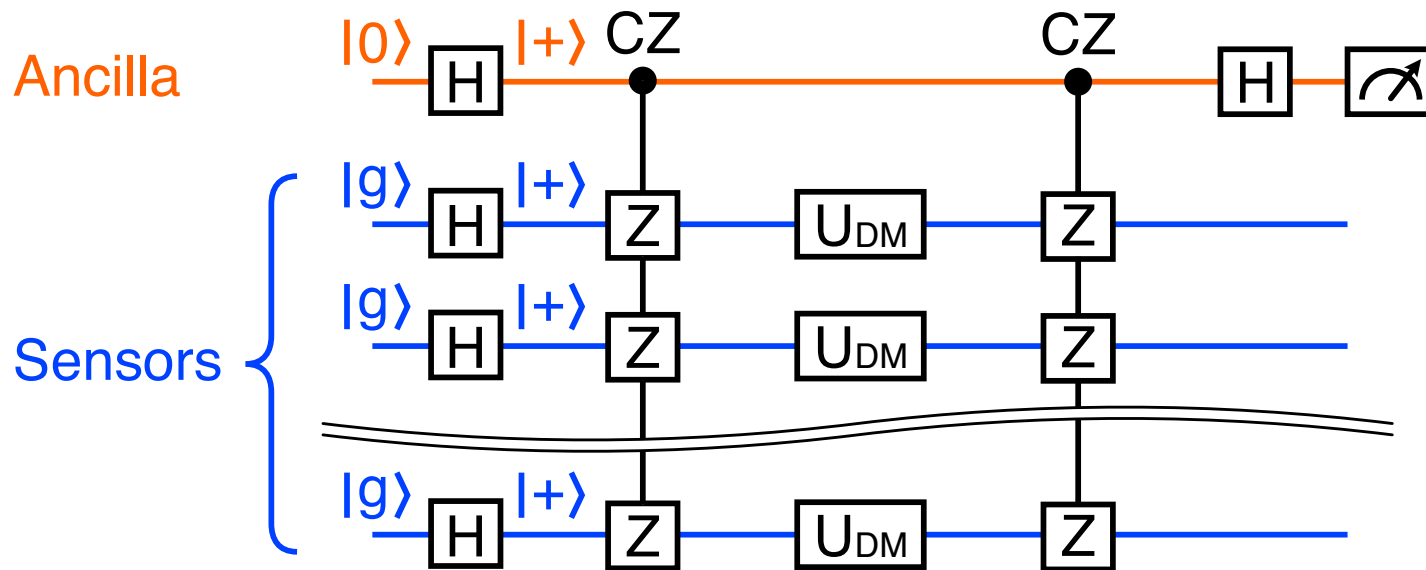 |0⟩ |+⟩ CZ CZ
Ancilla H H
|g⟩ |+⟩
H Z UDM Z
|g⟩ |+⟩
H Z UDM Z
Sensors
|g⟩ |+⟩
H Z UDM Z